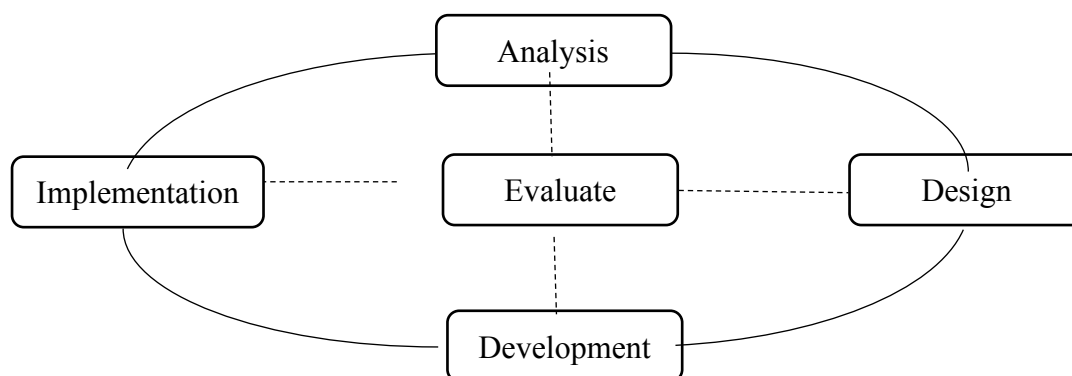 Analysis
Implementation
Evaluate
Design
Development